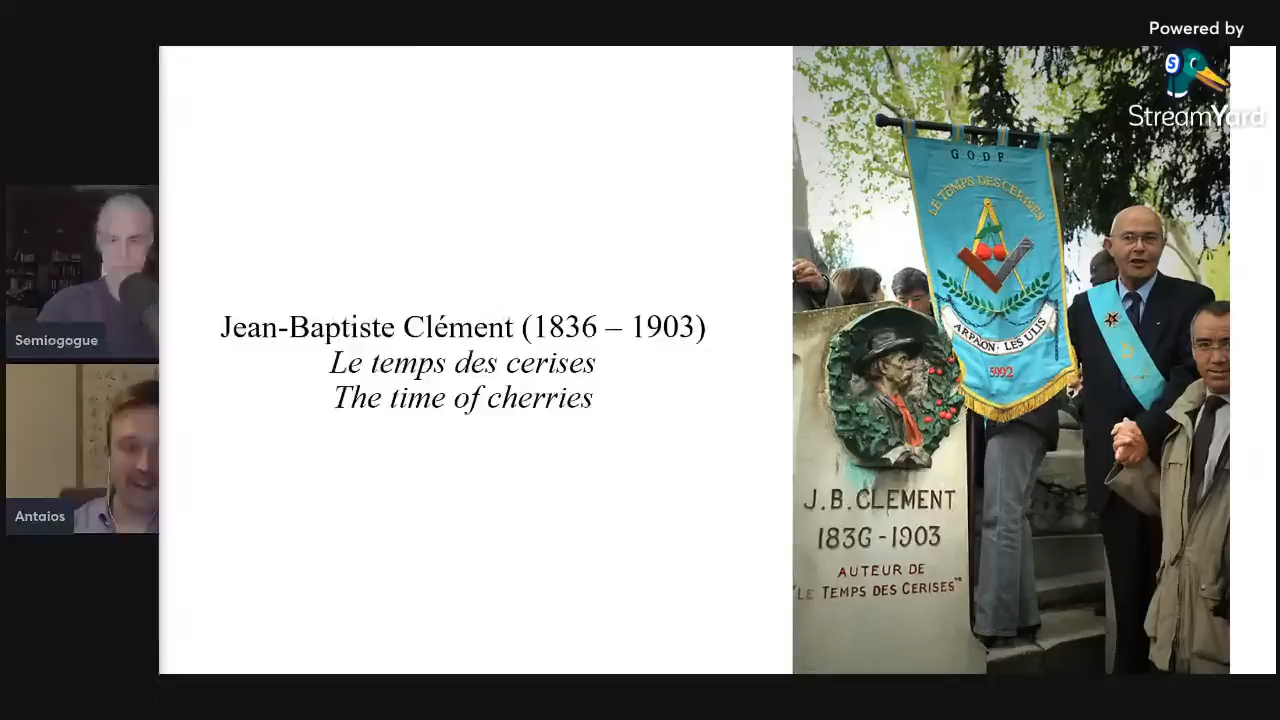 Powered by
StreamYard
Semiogogue
Antaios
Jean-Baptiste Clément (1836 – 1903)
Le temps des cerises
The time of cherries
G O D F
LE TEMPS DES CERISES
ARPAJON - LES ULIS
5992
J. B. CLEMENT
1836 - 1903
AUTEUR DE
"LE TEMPS DES CERISES"